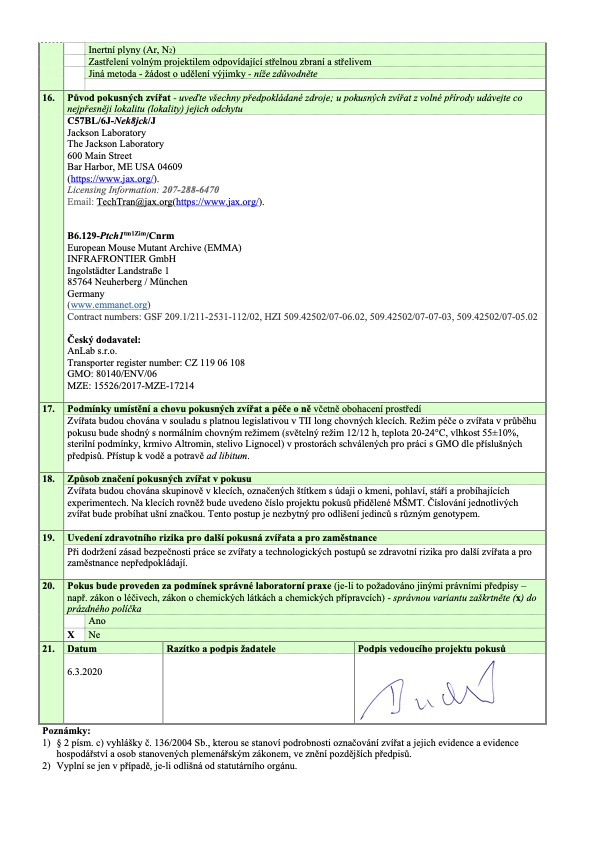 Inertní plyny (Ar, N2)
Zastřelení volným projektilem odpovídající střelnou zbraní a střelivem
Jiná metoda - žádost o udělení výjimky - níže zdůvodněte
16. Původ pokusných zvířat - uveďte všechny předpokládané zdroje; u pokusných zvířat z volné přírody udávejte co
nejpřesněji lokalitu (lokality) jejich odchytu
C57BL/6J-Nek8jck/J
Jackson Laboratory
The Jackson Laboratory
600 Main Street
Bar Harbor, ME USA 04609
(https://www.jax.org/).
Licensing Information: 207-288-6470
Email: TechTran@jax.org(https://www.jax.org/).
B6.129-Ptch1tm1Zim/Cnrm
European Mouse Mutant Archive (EMMA)
INFRAFRONTIER GmbH
Ingolstädter Landstraße 1
85764 Neuherberg / München
Germany
(www.emmanet.org)
Contract numbers: GSF 209.1/211-2531-112/02, HZI 509.42502/07-06.02, 509.42502/07-07-03, 509.42502/07-05.02
Český dodavatel:
AnLab s.r.o.
Transporter register number: CZ 119 06 108
GMO: 80140/ENV/06
MZE: 15526/2017-MZE-17214
17. Podmínky umístění a chovu pokusných zvířat a péče o ně včetně obohacení prostředí
Zvířata budou chována v souladu s platnou legislativou v TII long chovných klecích. Režim péče o zvířata v průběhu
pokusu bude shodný s normálním chovným režimem (světelný režim 12/12 h, teplota 20-24°C, vlhkost 55±10%,
sterilní podmínky, krmivo Altromin, stelivo Lignocel) v prostorách schválených pro práci s GMO dle příslušných
předpisů. Přístup k vodě a potravě ad libitum.
18. Způsob značení pokusných zvířat v pokusu
Zvířata budou chována skupinově v klecích, označených štítkem s údaji o kmeni, pohlaví, stáří a probíhajících
experimentech. Na klecích rovněž bude uvedeno číslo projektu pokusů přidělené MŠMT. Číslování jednotlivých
zvířat bude probíhat ušní značkou. Tento postup je nezbytný pro odlišení jedinců s různým genotypem.
19. Uvedení zdravotního rizika pro další pokusná zvířata a pro zaměstnance
Při dodržení zásad bezpečnosti práce se zvířaty a technologických postupů se zdravotní rizika pro další zvířata a pro
zaměstnance nepředpokládají.
20. Pokus bude proveden za podmínek správné laboratorní praxe (je-li to požadováno jinými právními předpisy –
např. zákon o léčivech, zákon o chemických látkách a chemických přípravcích) - správnou variantu zaškrtněte (x) do
prázdného políčka
Ano
X Ne
21. Datum Razítko a podpis žadatele Podpis vedoucího projektu pokusů
6.3.2020
Poznámky:
1) § 2 písm. c) vyhlášky č. 136/2004 Sb., kterou se stanoví podrobnosti označování zvířat a jejich evidence a evidence
hospodářství a osob stanovených plemenářským zákonem, ve znění pozdějších předpisů.
2) Vyplní se jen v případě, je-li odlišná od statutárního orgánu.